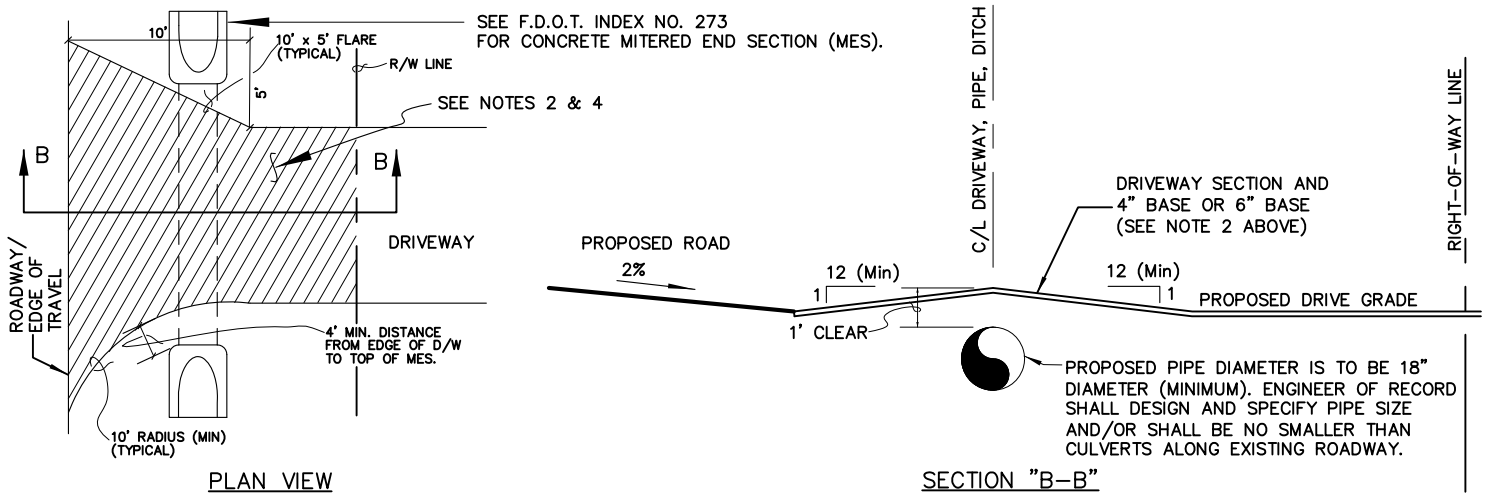 SEE F.D.O.T. INDEX NO. 273
FOR CONCRETE MITERED END SECTION (MES).
10'
10' x 5' FLARE
(TYPICAL)
R/W LINE
5'
SEE NOTES 2 & 4
B
B
DRIVEWAY
ROADWAY/
EDGE OF
TRAVEL
4' MIN. DISTANCE
FROM EDGE OF D/W
TO TOP OF MES.
10' RADIUS (MIN)
(TYPICAL)
PLAN VIEW
C/L DRIVEWAY, PIPE, DITCH
RIGHT-OF-WAY LINE
DRIVEWAY SECTION AND
4" BASE OR 6" BASE
(SEE NOTE 2 ABOVE)
PROPOSED ROAD
2%
12 (Min)
1
12 (Min)
1
PROPOSED DRIVE GRADE
1' CLEAR
PROPOSED PIPE DIAMETER IS TO BE 18"
DIAMETER (MINIMUM). ENGINEER OF RECORD
SHALL DESIGN AND SPECIFY PIPE SIZE
AND/OR SHALL BE NO SMALLER THAN
CULVERTS ALONG EXISTING ROADWAY.
SECTION "B-B"